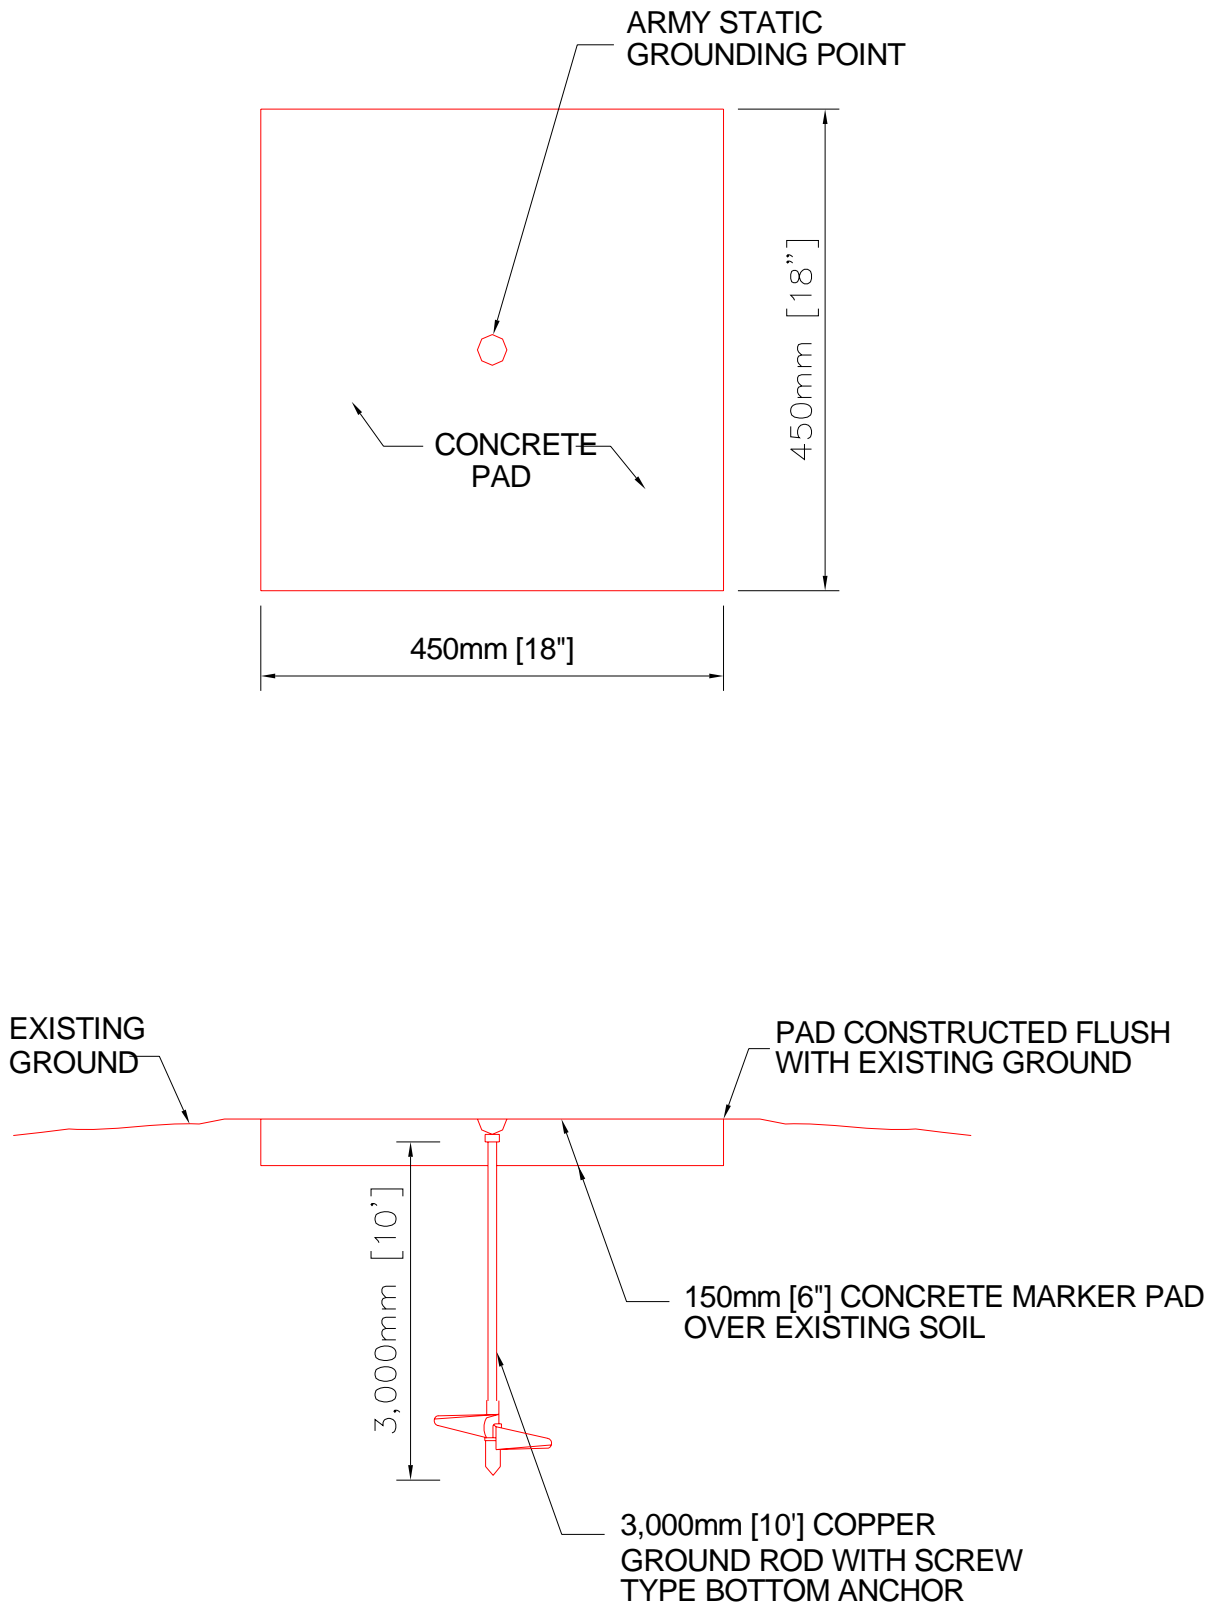 ARMY STATIC
GROUNDING POINT
450mm [18”]
CONCRETE
PAD
450mm [18"]
EXISTING
GROUND
PAD CONSTRUCTED FLUSH
WITH EXISTING GROUND
3,000mm [10']
150mm [6"] CONCRETE MARKER PAD
OVER EXISTING SOIL
3,000mm [10'] COPPER
GROUND ROD WITH SCREW
TYPE BOTTOM ANCHOR